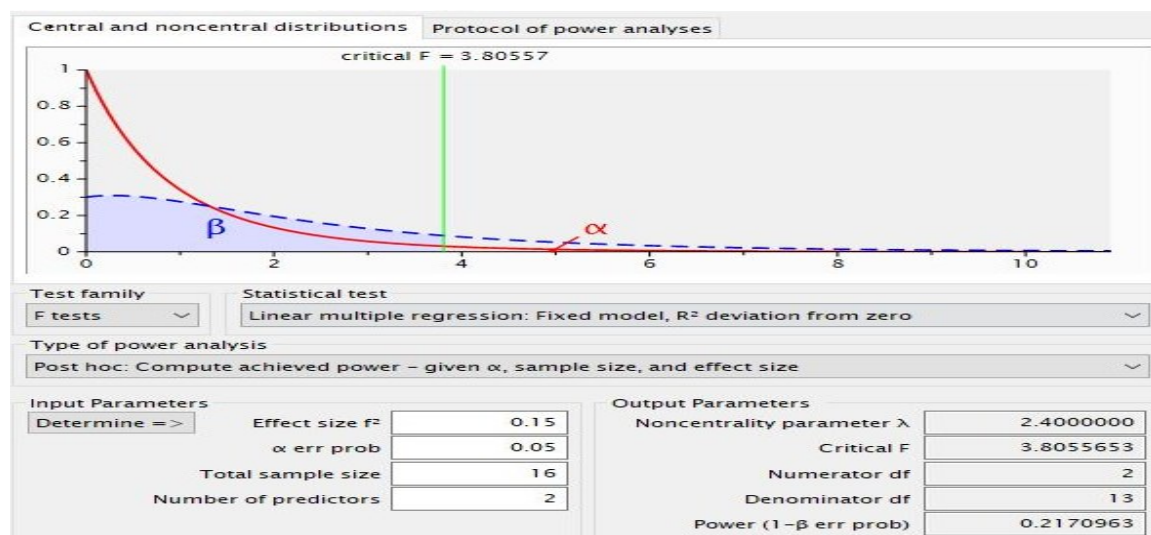 Central and noncentral distributions Protocol of power analyses
critical F = 3.80557
1
0.8
0.6
0.4
0.2
0
β
α
0 2 4 6 8 10
Test family Statistical test
F tests Linear multiple regression: Fixed model, R² deviation from zero
Type of power analysis
Post hoc: Compute achieved power – given α, sample size, and effect size
Input Parameters Output Parameters
Determine => Effect size f² 0.15 Noncentrality parameter λ 2.4000000
α err prob 0.05 Critical F 3.8055653
Total sample size 16 Numerator df 2
Number of predictors 2 Denominator df 13
Power (1-β err prob) 0.2170963